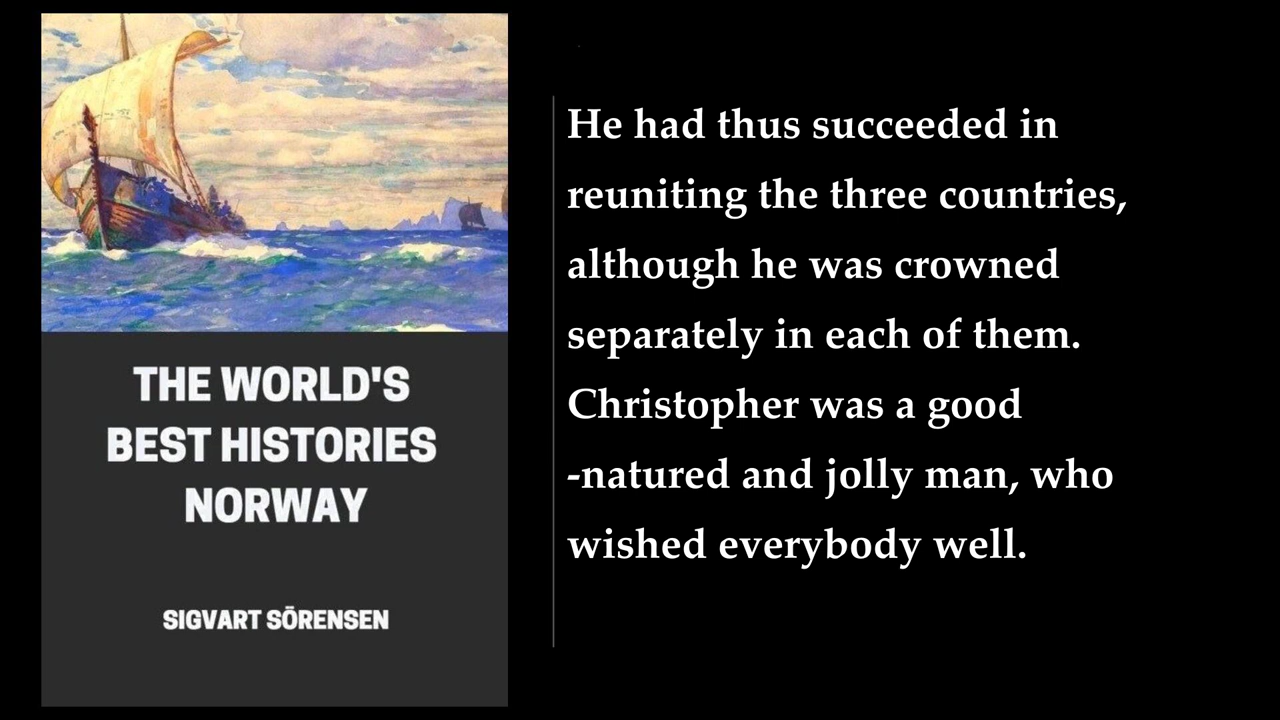 THE WORLD'S
BEST HISTORIES
NORWAY
SIGVART SÖRENSEN
He had thus succeeded in
reuniting the three countries,
although he was crowned
separately in each of them.
Christopher was a good
-natured and jolly man, who
wished everybody well.